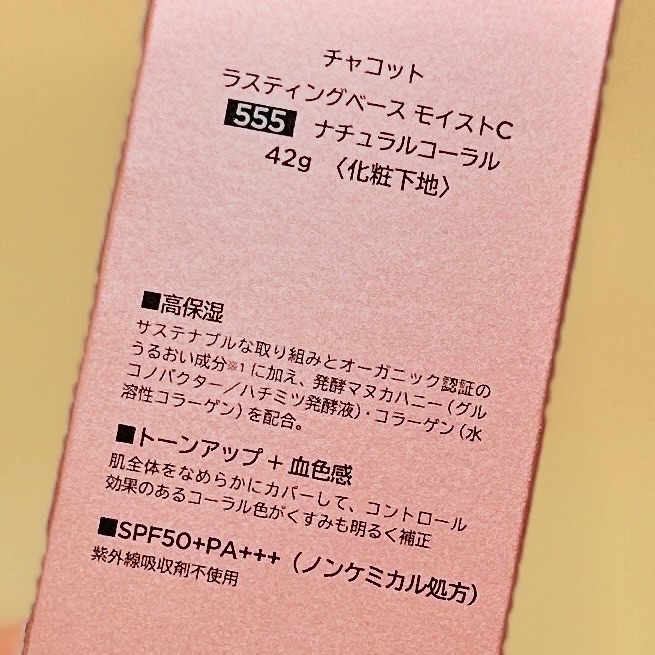 チャコット
ラスティングベース モイストC
555 ナチュラルコーラル
42g 〈化粧下地〉
■高保湿
サステナブルな取り組みとオーガニック認証の
うるおい成分※1に加え、発酵マヌカハニー(グル
コノバクター/ハチミツ発酵液)・コラーゲン(水
溶性コラーゲン)を配合。
■トーンアップ+血色感
肌全体をなめらかにカバーして、コントロール
効果のあるコーラル色がくすみも明るく補正
■SPF50+PA+++(ノンケミカル処方)
紫外線吸収剤不使用